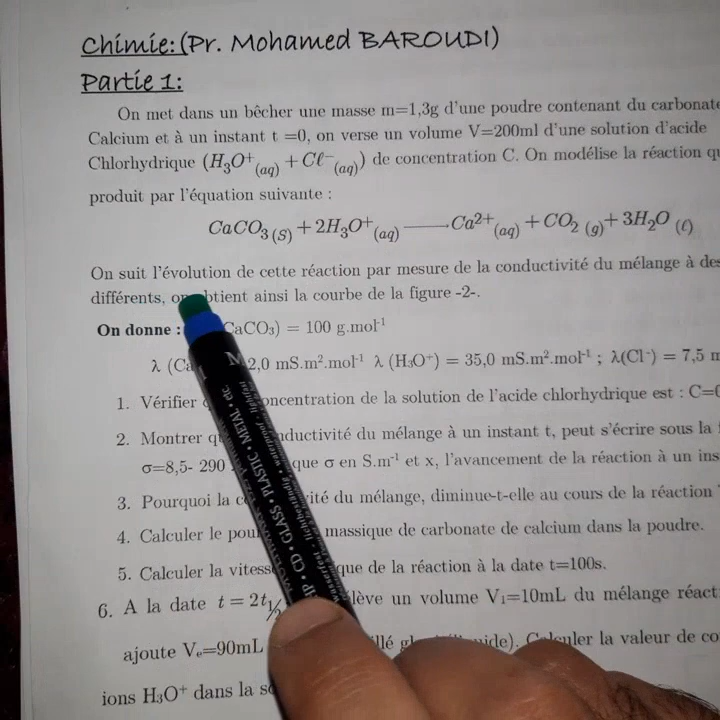 Chimie:(Pr. Mohamed BAROUDI)
Partie 1:
On met dans un bêcher une masse m=1,3g d'une poudre contenant du carbonate
Calcium et à un instant t =0, on verse un volume V=200ml d'une solution d'acide
Chlorhydrique (H₃O⁺(aq) + Cℓ⁻(aq)) de concentration C. On modélise la réaction qu
produit par l'équation suivante :
CaCO₃(S) + 2H₃O⁺(aq) ⟶ Ca²⁺(aq) + CO₂(g) + 3H₂O(ℓ)
On suit l'évolution de cette réaction par mesure de la conductivité du mélange à des
différents, on obtient ainsi la courbe de la figure -2-.
On donne : CaCO₃) = 100 g.mol⁻¹
λ (Ca 2,0 mS.m².mol⁻¹ λ (H₃O⁺) = 35,0 mS.m².mol⁻¹ ; λ(Cl⁻) = 7,5 m
1. Vérifier concentration de la solution de l'acide chlorhydrique est : C=0
2. Montrer conductivité du mélange à un instant t, peut s'écrire sous la
σ=8,5- 290 que σ en S.m⁻¹ et x, l'avancement de la réaction à un ins
3. Pourquoi la ité du mélange, diminue-t-elle au cours de la réaction
4. Calculer le massique de carbonate de calcium dans la poudre.
5. Calculer la vitesse que de la réaction à la date t=100s.
6. A la date t = 2t₁/ lève un volume V₁=10mL du mélange réact
ajoute Vₑ=90mL Calculer la valeur de co
ions H₃O⁺ dans la
MP • CD • GLASS • PLASTIC • METAL • etc.